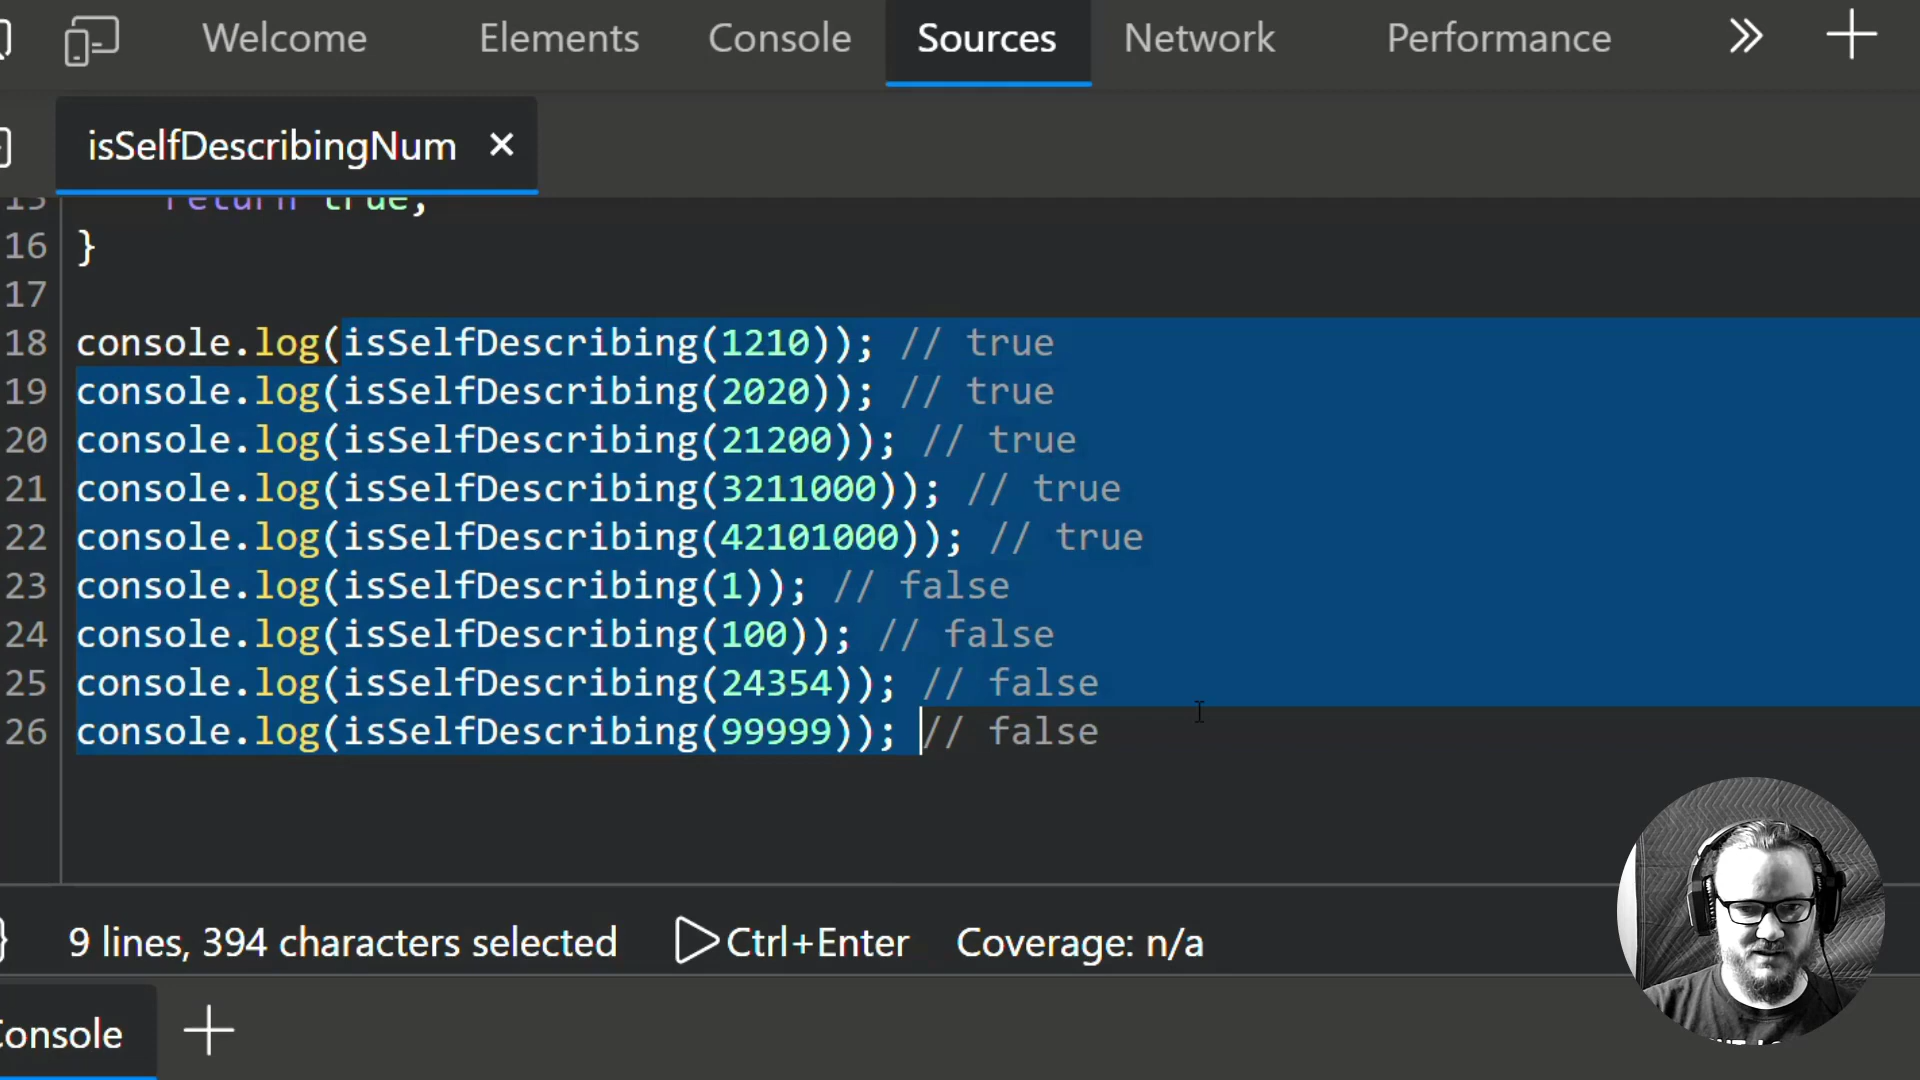 Welcome Elements Console Sources Network Performance
isSelfDescribingNum
15 return true;
16 }
17
18 console.log(isSelfDescribing(1210)); // true
19 console.log(isSelfDescribing(2020)); // true
20 console.log(isSelfDescribing(21200)); // true
21 console.log(isSelfDescribing(3211000)); // true
22 console.log(isSelfDescribing(42101000)); // true
23 console.log(isSelfDescribing(1)); // false
24 console.log(isSelfDescribing(100)); // false
25 console.log(isSelfDescribing(24354)); // false
26 console.log(isSelfDescribing(99999)); // false
9 lines, 394 characters selected Ctrl+Enter Coverage: n/a
Console